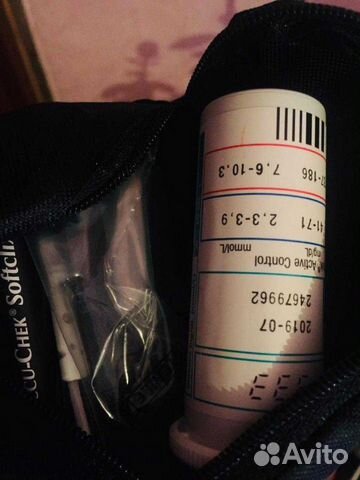 CCU-CHEK® Softcli
2019-07
24679962
® Active Control
mg/dL mmol/L
41-71 2,3-3,9
37-186 7,6-10,3
Avito